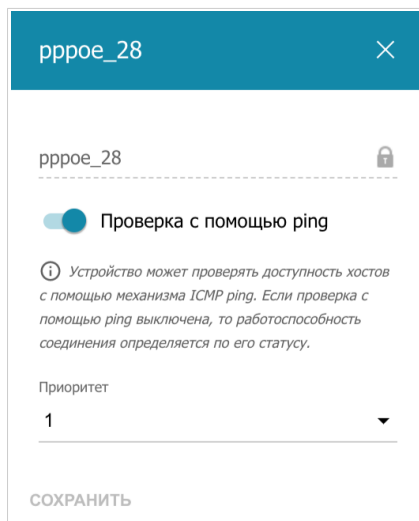 pppoe_28
pppoe_28
Проверка с помощью ping
Устройство может проверять доступность хостов
с помощью механизма ICMP ping. Если проверка с
помощью ping выключена, то работоспособность
соединения определяется по его статусу.
Приоритет
1
СОХРАНИТЬ